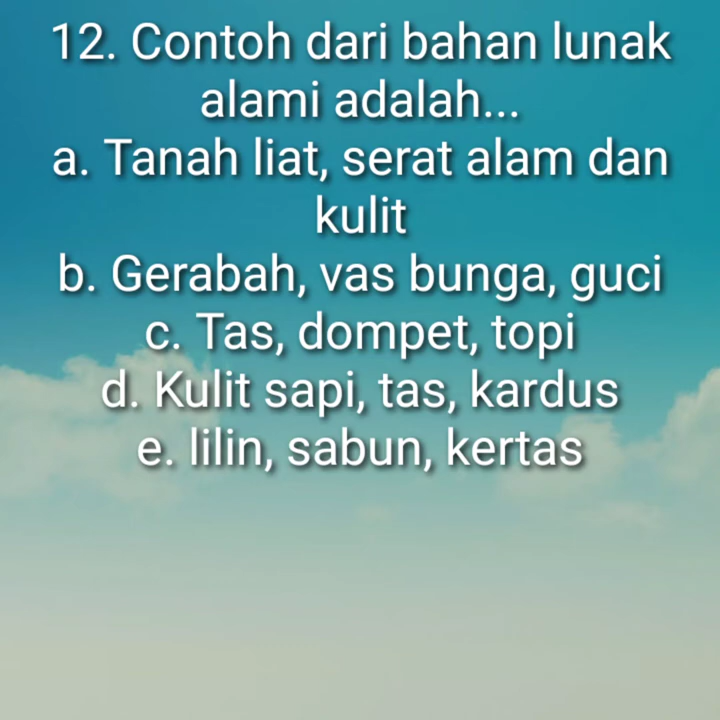 12. Contoh dari bahan lunak
alami adalah...
a. Tanah liat, serat alam dan
kulit
b. Gerabah, vas bunga, guci
c. Tas, dompet, topi
d. Kulit sapi, tas, kardus
e. lilin, sabun, kertas